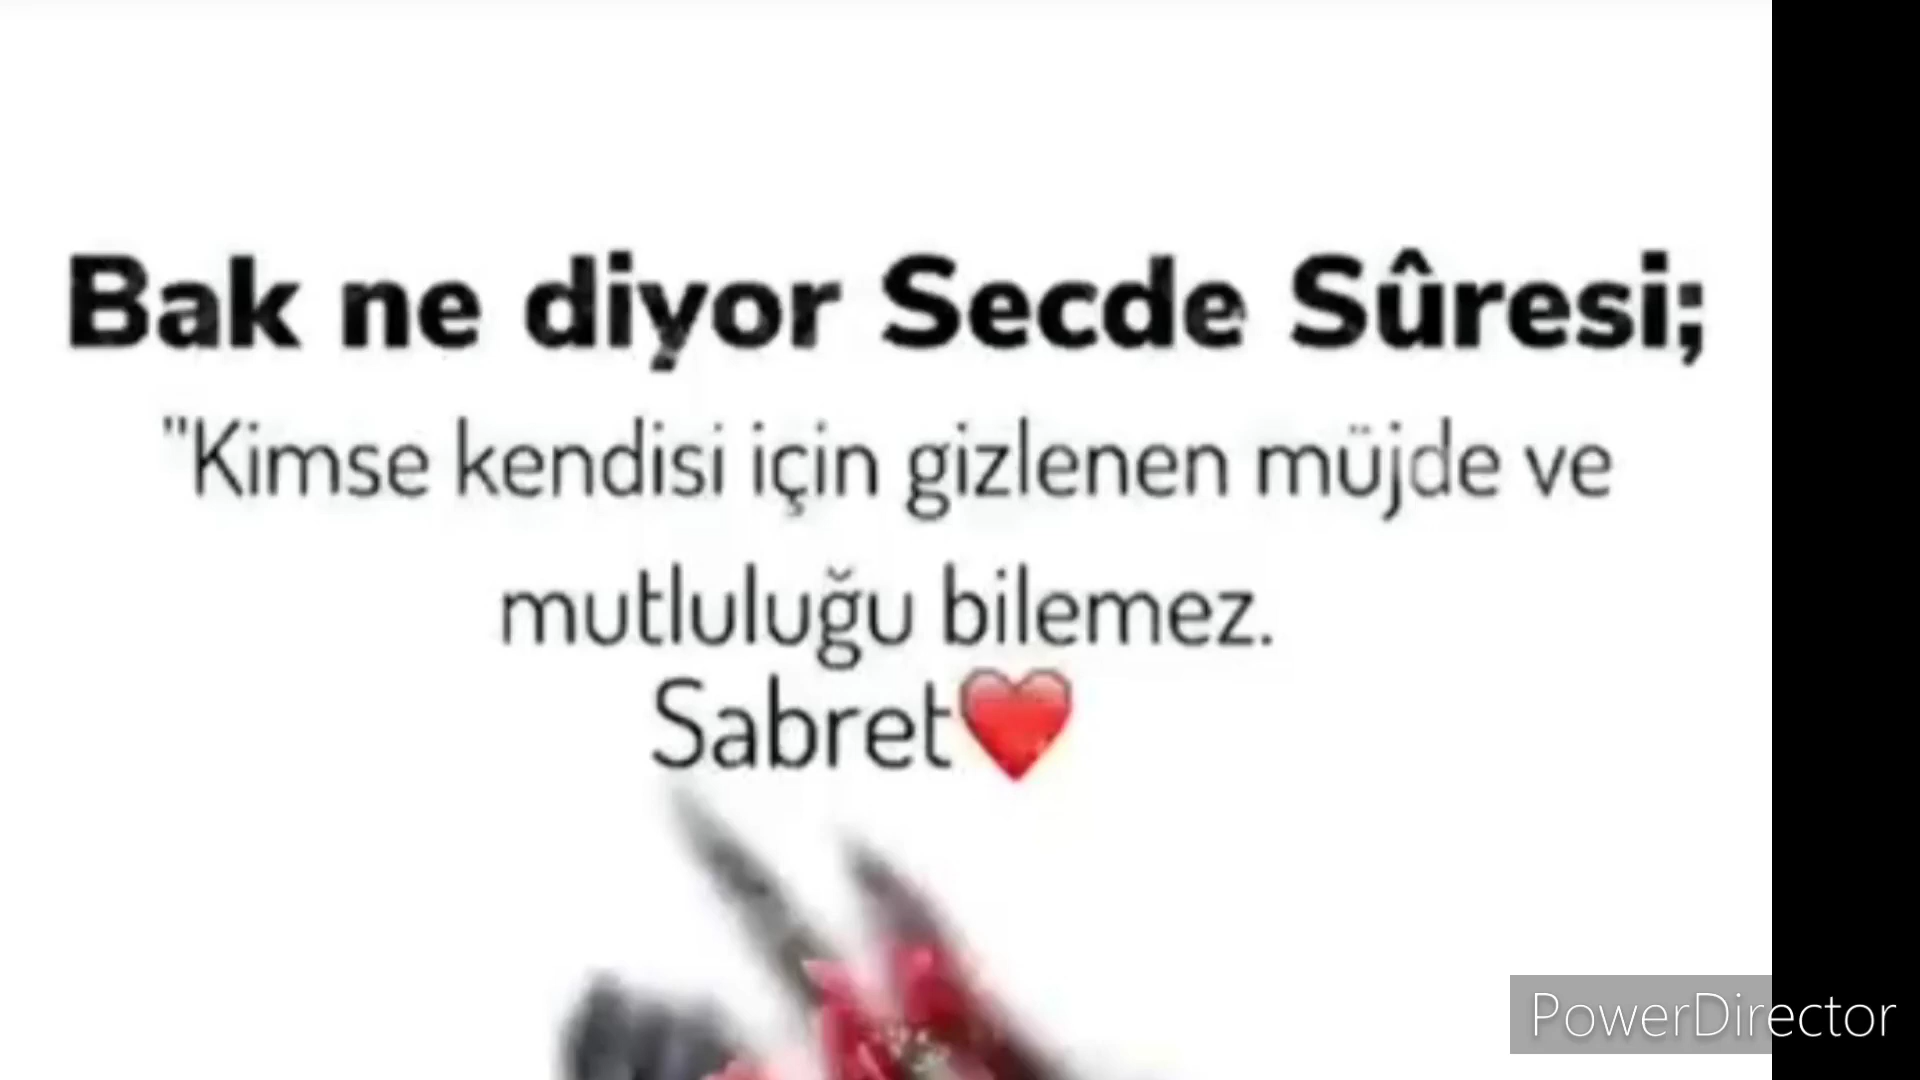 Bak ne diyor Secde Sûresi;
"Kimse kendisi için gizlenen müjde ve
mutluluğu bilemez.
Sabret❤️
PowerDirector